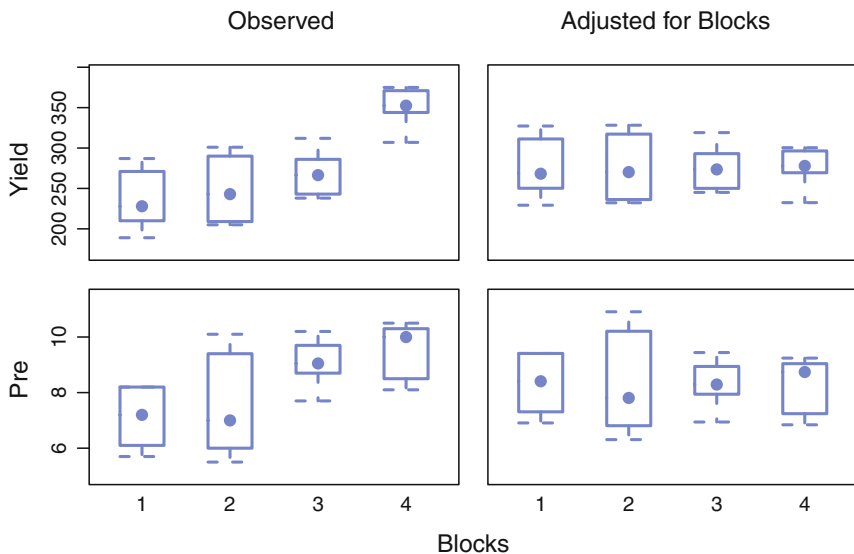 Observed
Adjusted for Blocks
Yield
200 250 300 350
Pre
6 8 10
1 2 3 4
1 2 3 4
Blocks